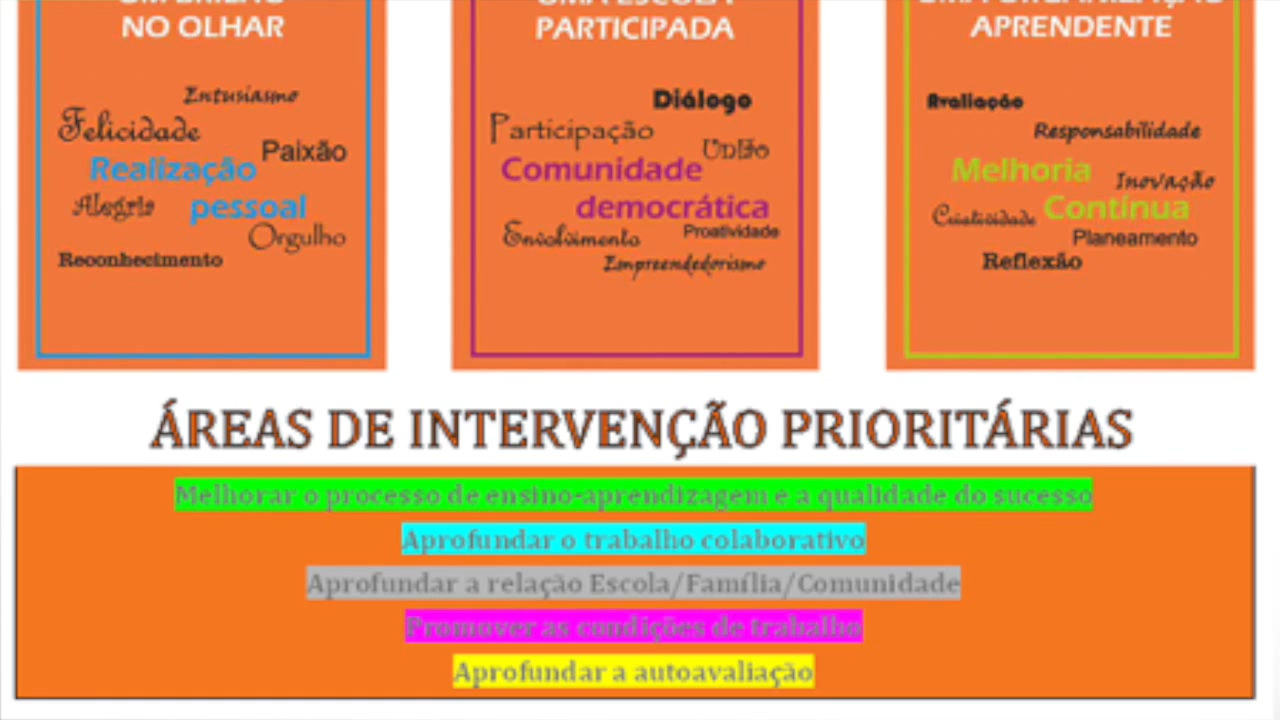 NO OLHAR
Entusiasmo
Felicidade
Paixão
Realização
Alegria
pessoal
Orgulho
Reconhecimento
PARTICIPADA
Diálogo
Participação
União
Comunidade
democrática
Envolvimento
Proatividade
Empreendedorismo
APRENDENTE
Avaliação
Responsabilidade
Melhoria
Inovação
Criatividade
Contínua
Planeamento
Reflexão
ÁREAS DE INTERVENÇÃO PRIORITÁRIAS
Melhorar o processo de ensino-aprendizagem e a qualidade do sucesso
Aprofundar o trabalho colaborativo
Aprofundar a relação Escola/Família/Comunidade
Promover as condições de trabalho
Aprofundar a autoavaliação